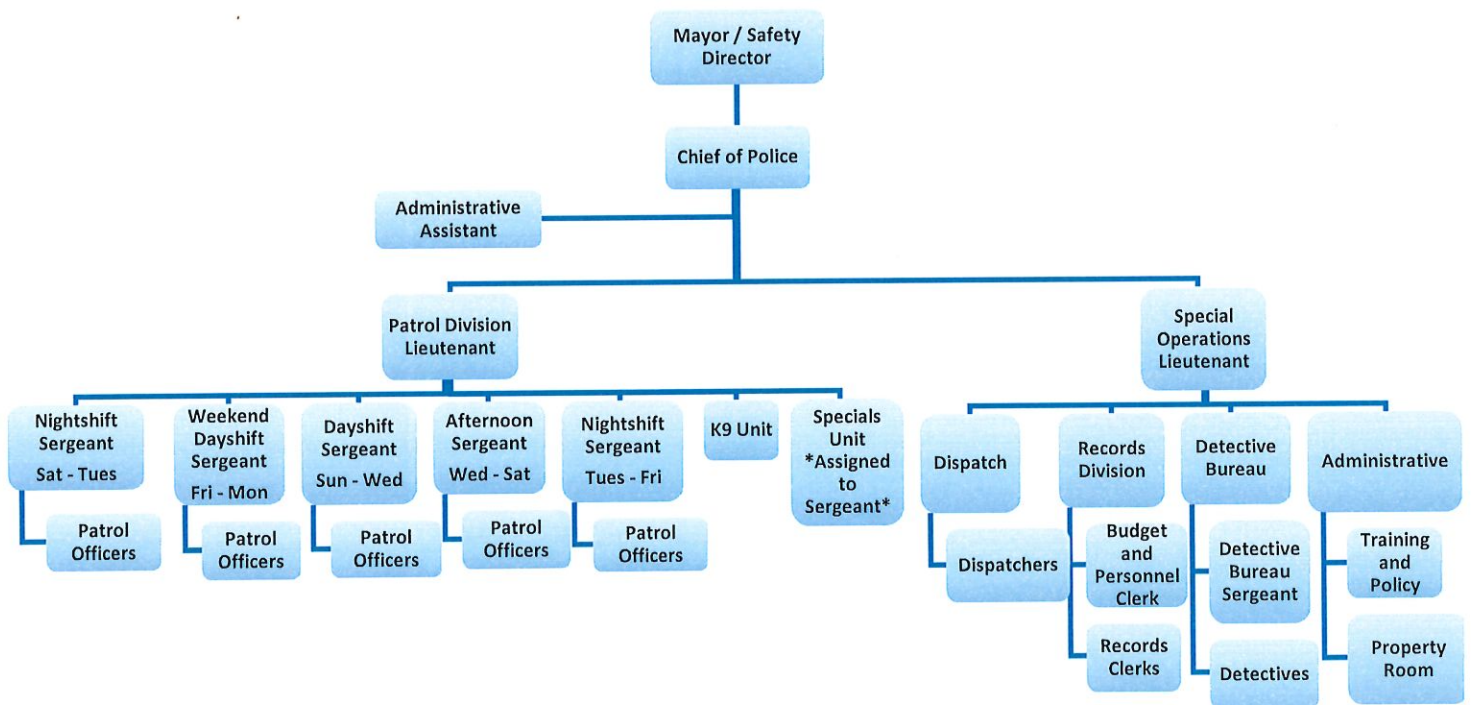 Mayor / Safety
Director
Chief of Police
Administrative
Assistant
Patrol Division
Lieutenant
Special
Operations
Lieutenant
Nightshift
Sergeant
Sat - Tues
Weekend
Dayshift
Sergeant
Fri - Mon
Dayshift
Sergeant
Sun - Wed
Afternoon
Sergeant
Wed - Sat
Nightshift
Sergeant
Tues - Fri
K9 Unit
Specials
Unit
*Assigned
to
Sergeant*
Dispatch
Records
Division
Detective
Bureau
Administrative
Patrol
Officers
Patrol
Officers
Patrol
Officers
Patrol
Officers
Patrol
Officers
Dispatchers
Budget
and
Personnel
Clerk
Records
Clerks
Detective
Bureau
Sergeant
Detectives
Training
and
Policy
Property
Room